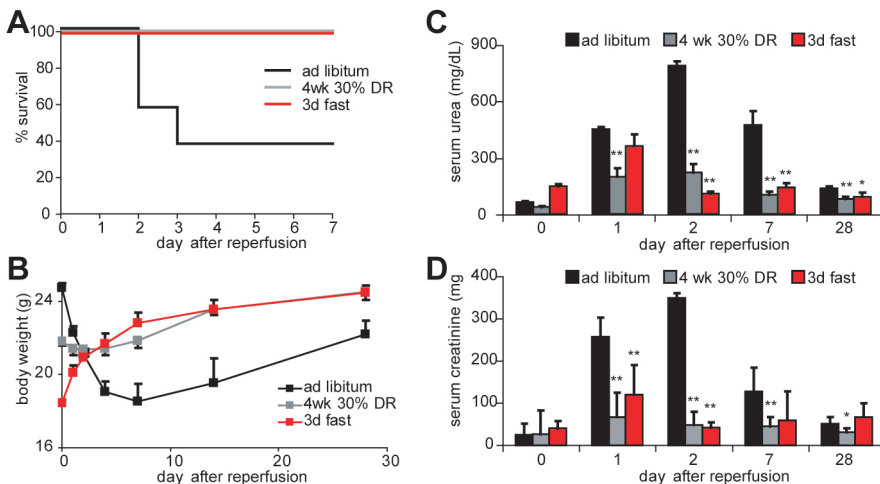 A
% survival
100
80
60
40
20
0
ad libitum
4wk 30% DR
3d fast
0 1 2 3 4 5 6 7
day after reperfusion
B
body weight (g)
24
20
16
ad libitum
4wk 30% DR
3d fast
0 10 20 30
day after reperfusion
C
ad libitum 4 wk 30% DR 3d fast
serum urea (mg/dL)
900
600
300
0
** ** ** ** ** ** *
0 1 2 7 28
day after reperfusion
D
ad libitum 4 wk 30% DR 3d fast
serum creatinine (mg
400
300
200
100
0
** ** ** ** ** *
0 1 2 7 28
day after reperfusion